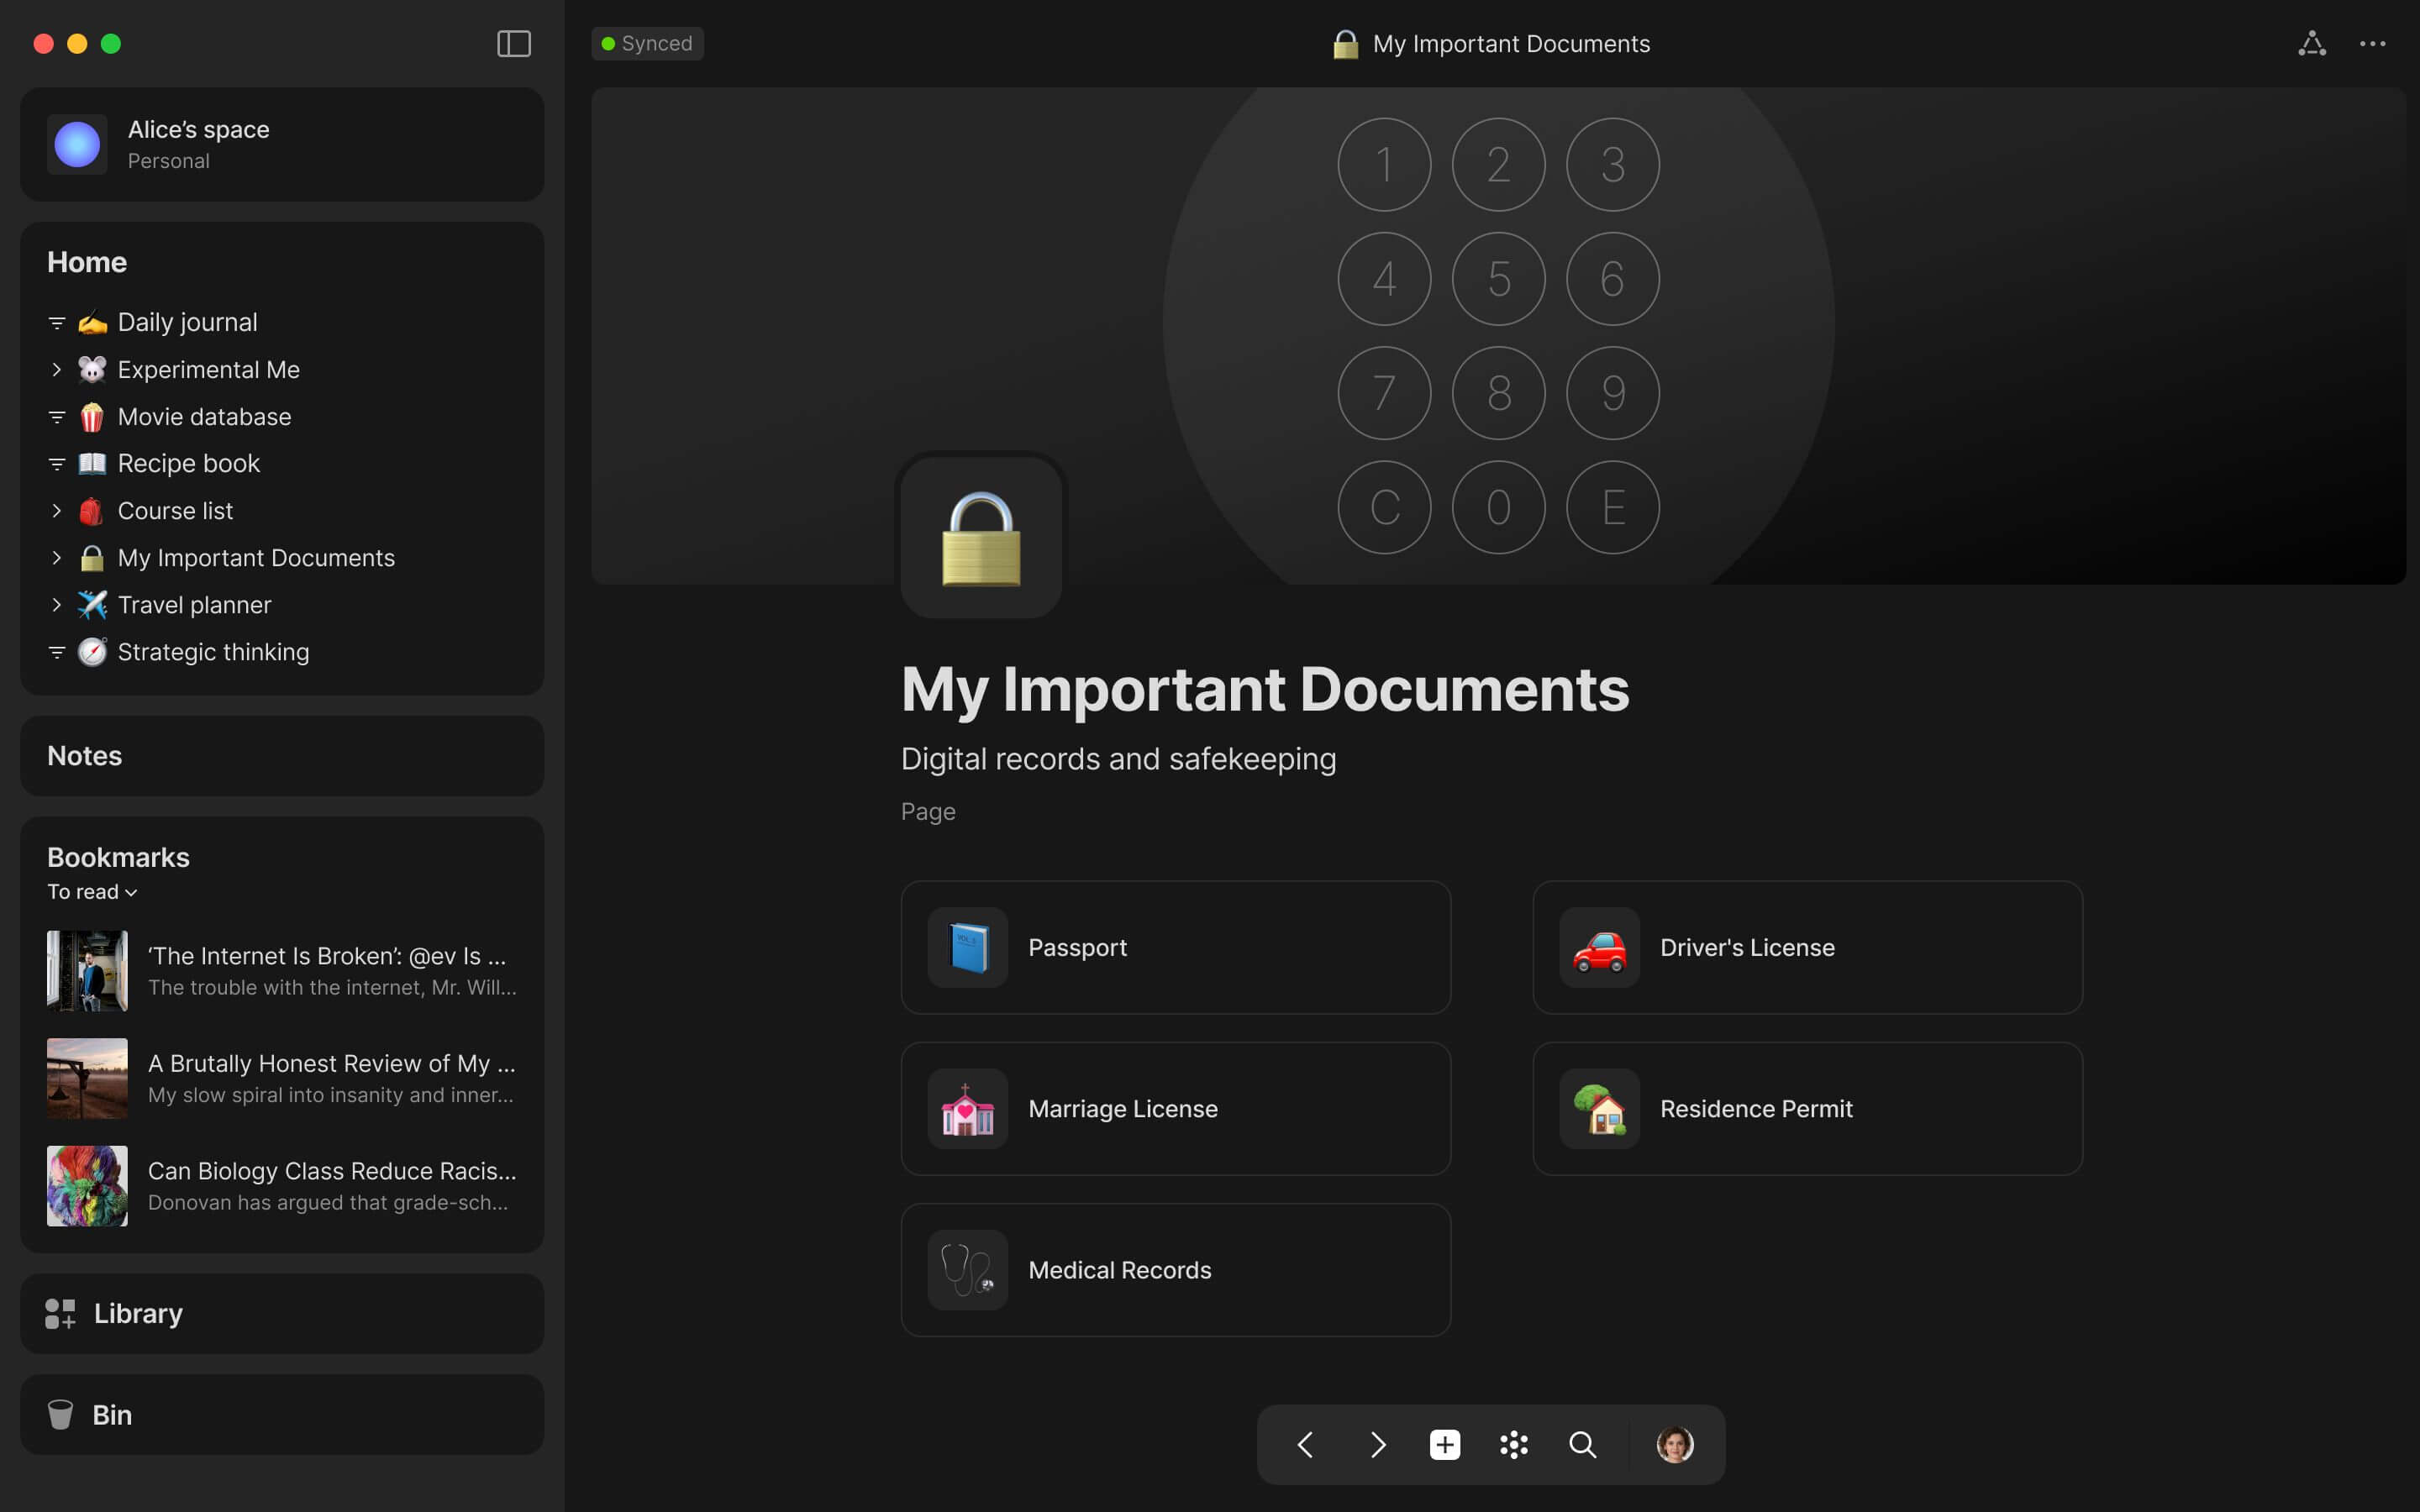 Alice’s space
Personal
Home
Daily journal
Experimental Me
Movie database
Recipe book
Course list
My Important Documents
Travel planner
Strategic thinking
Notes
Bookmarks
To read
‘The Internet Is Broken’: @ev Is ...
The trouble with the internet, Mr. Will...
A Brutally Honest Review of My ...
My slow spiral into insanity and inner...
Can Biology Class Reduce Racis...
Donovan has argued that grade-sch...
Library
Bin
Synced
My Important Documents
1 2 3
4 5 6
7 8 9
C 0 E
My Important Documents
Digital records and safekeeping
Page
Passport
Driver's License
Marriage License
Residence Permit
Medical Records